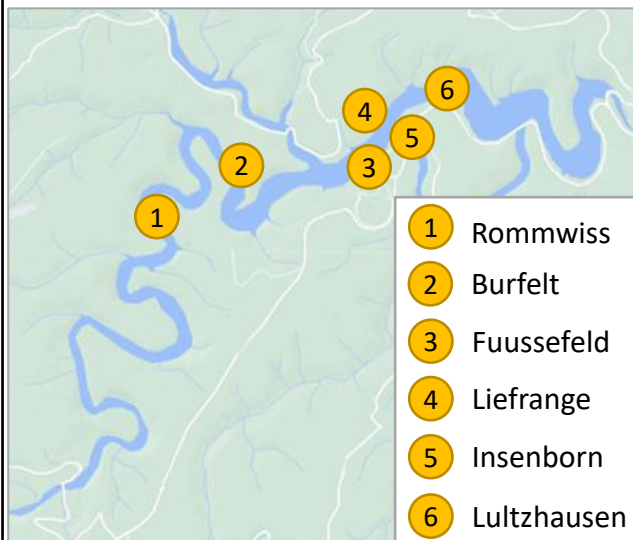 6
4
5
2
3
1
1 Rommwiss
2 Burfelt
3 Fuussefeld
4 Liefrange
5 Insenborn
6 Lultzhausen